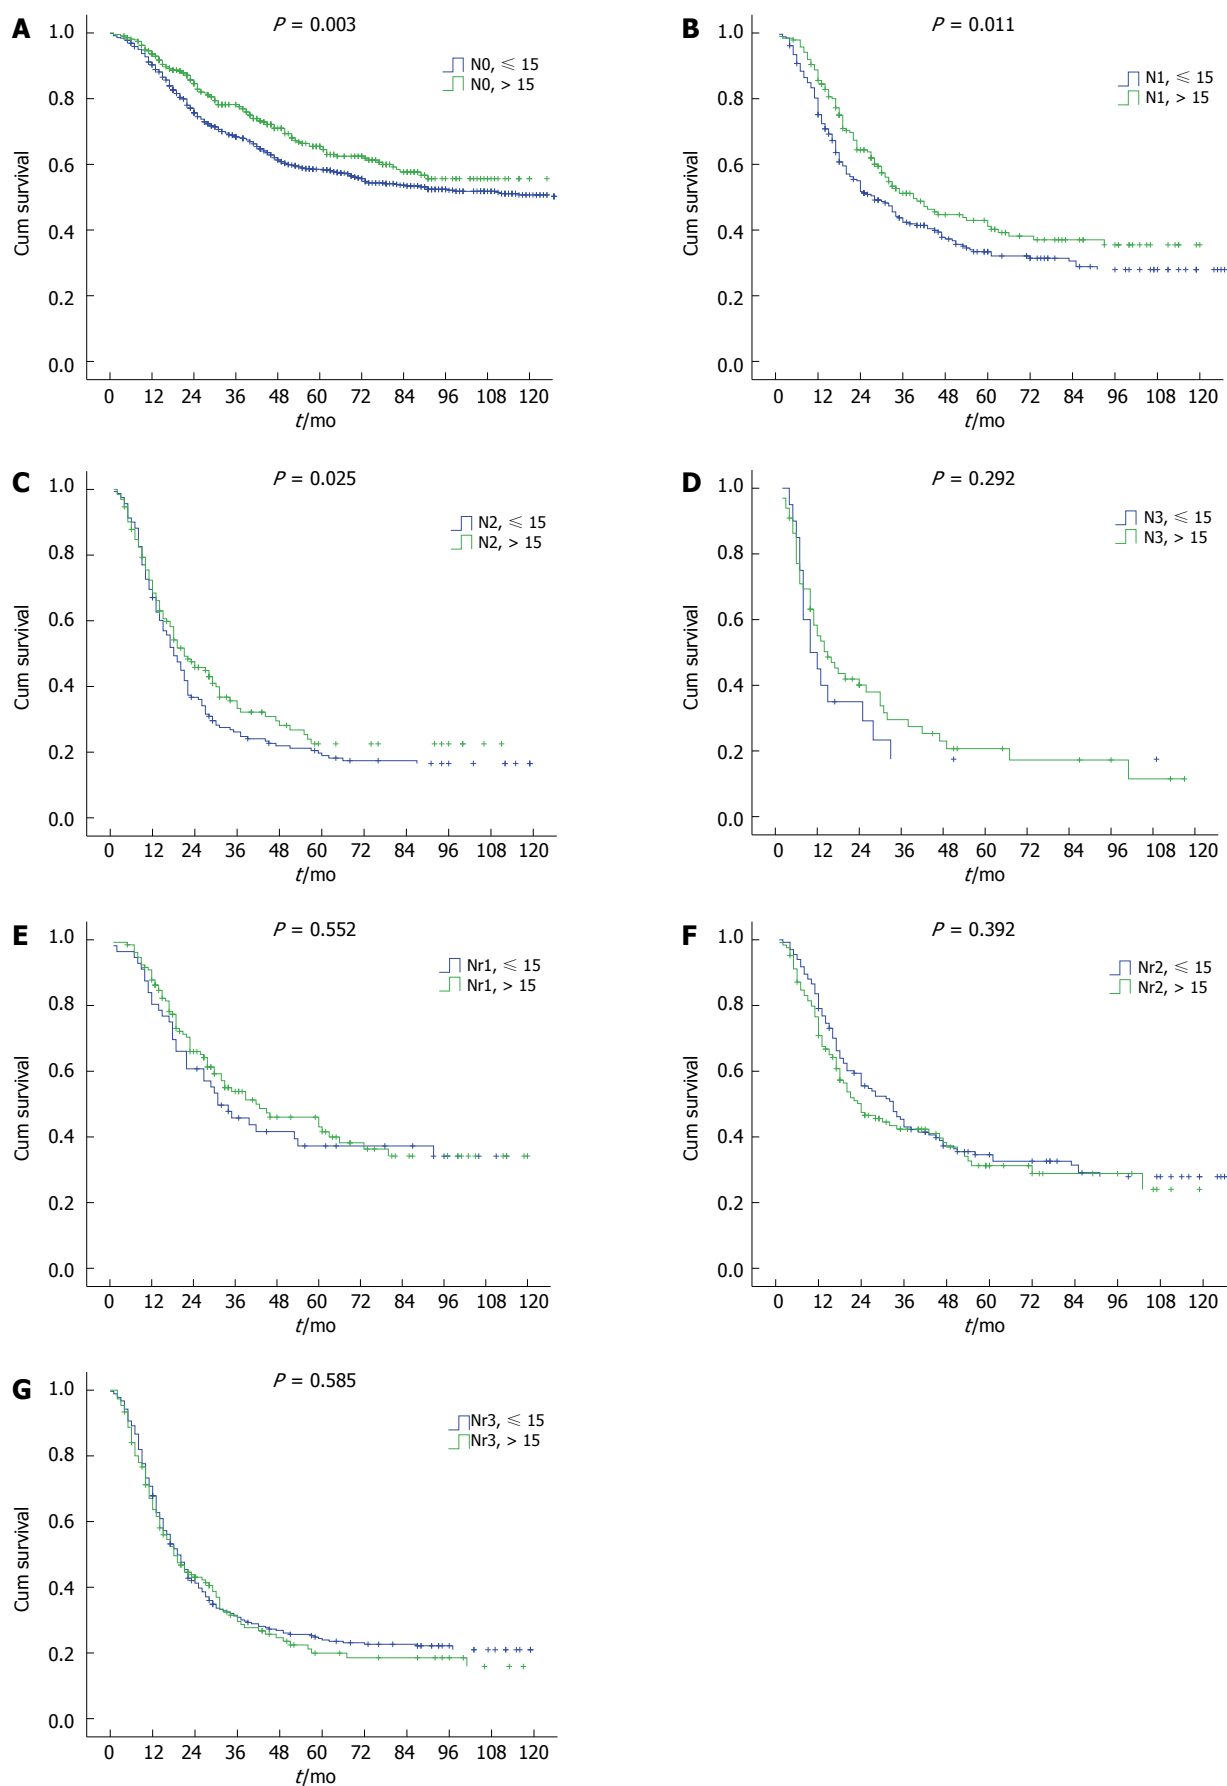 A
P = 0.003
N0, ≤ 15
N0, > 15
Cum survival
1.0
0.8
0.6
0.4
0.2
0.0
0 12 24 36 48 60 72 84 96 108 120
t/mo
B
P = 0.011
N1, ≤ 15
N1, > 15
Cum survival
1.0
0.8
0.6
0.4
0.2
0.0
0 12 24 36 48 60 72 84 96 108 120
t/mo
C
P = 0.025
N2, ≤ 15
N2, > 15
Cum survival
1.0
0.8
0.6
0.4
0.2
0.0
0 12 24 36 48 60 72 84 96 108 120
t/mo
D
P = 0.292
N3, ≤ 15
N3, > 15
Cum survival
1.0
0.8
0.6
0.4
0.2
0.0
0 12 24 36 48 60 72 84 96 108 120
t/mo
E
P = 0.552
Nr1, ≤ 15
Nr1, > 15
Cum survival
1.0
0.8
0.6
0.4
0.2
0.0
0 12 24 36 48 60 72 84 96 108 120
t/mo
F
P = 0.392
Nr2, ≤ 15
Nr2, > 15
Cum survival
1.0
0.8
0.6
0.4
0.2
0.0
0 12 24 36 48 60 72 84 96 108 120
t/mo
G
P = 0.585
Nr3, ≤ 15
Nr3, > 15
Cum survival
1.0
0.8
0.6
0.4
0.2
0.0
0 12 24 36 48 60 72 84 96 108 120
t/mo